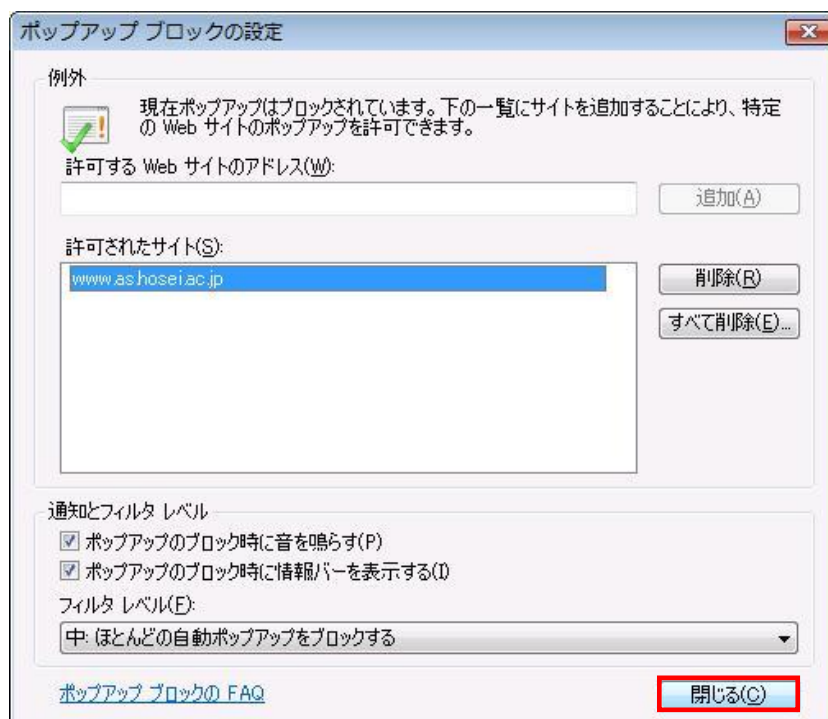 ポップアップ ブロックの設定
例外
現在ポップアップはブロックされています。下の一覧にサイトを追加することにより、特定
の Web サイトのポップアップを許可できます。
許可する Web サイトのアドレス(W):
追加(A)
許可されたサイト(S):
www.as.hosei.ac.jp
削除(R)
すべて削除(E)...
通知とフィルタ レベル
ポップアップのブロック時に音を鳴らす(P)
ポップアップのブロック時に情報バーを表示する(I)
フィルタ レベル(F):
中: ほとんどの自動ポップアップをブロックする
ポップアップ ブロックの FAQ
閉じる(C)